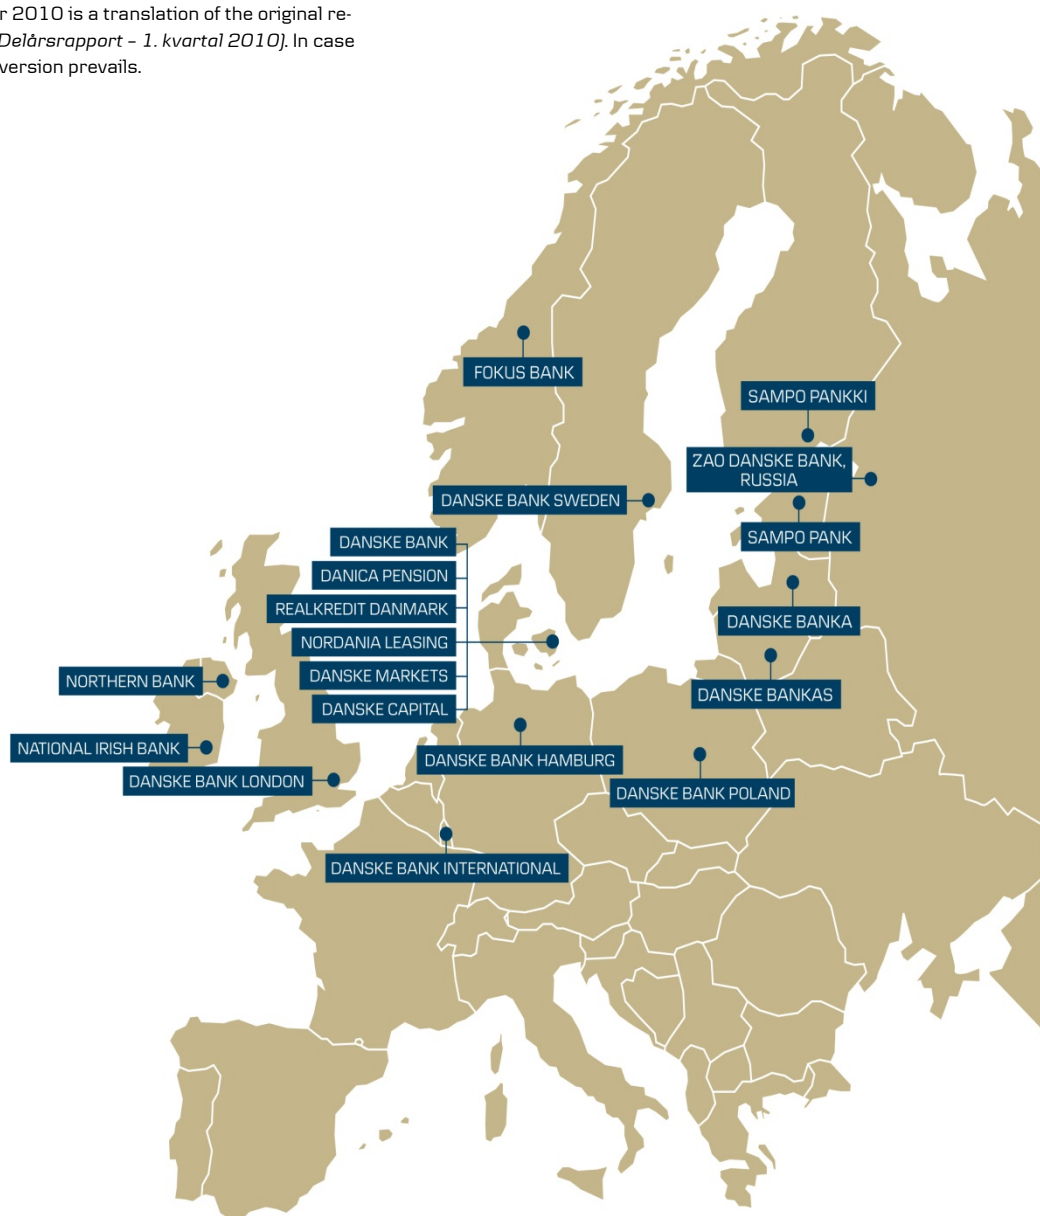 r 2010 is a translation of the original re-
Delårsrapport – 1. kvartal 2010). In case
version prevails.
FOKUS BANK
SAMPO PANKKI
ZAO DANSKE BANK,
RUSSIA
DANSKE BANK SWEDEN
SAMPO PANK
DANSKE BANK
DANICA PENSION
REALKREDIT DANMARK
NORDANIA LEASING
DANSKE MARKETS
DANSKE CAPITAL
DANSKE BANKA
DANSKE BANKAS
NORTHERN BANK
NATIONAL IRISH BANK
DANSKE BANK LONDON
DANSKE BANK HAMBURG
DANSKE BANK POLAND
DANSKE BANK INTERNATIONAL